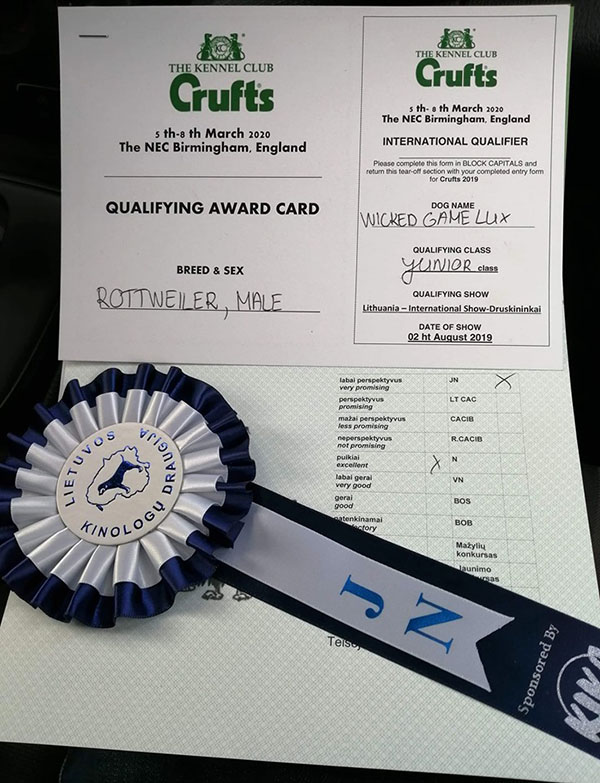 THE KENNEL CLUB
Crufts
5 th-8 th March 2020
The NEC Birmingham, England
QUALIFYING AWARD CARD
BREED & SEX
ROTTWEILER, MALE
THE KENNEL CLUB
Crufts
5 th- 8 th March 2020
The NEC Birmingham, England
INTERNATIONAL QUALIFIER
Please complete this form in BLOCK CAPITALS and
return this tear-off section with your completed entry form
for Crufts 2019
DOG NAME
WICKED GAME LUX
QUALIFYING CLASS
YUNIOR class
QUALIFYING SHOW
Lithuania – International Show-Druskininkai
DATE OF SHOW
02 ht August 2019
labai perspektyvus JN X
very promising
perspektyvus LT CAC
promising
mažai perspektyvus CACIB
less promising
neperspektyvus R.CACIB
not promising
puikiai X N
excellent
labai gerai VN
very good
gerai BOS
good
patenkinamai BOB
Mažylių
konkursas
LIETUVOS
KINOLOGŲ DRAUGIJA
JN
Sponsored By
KIKA